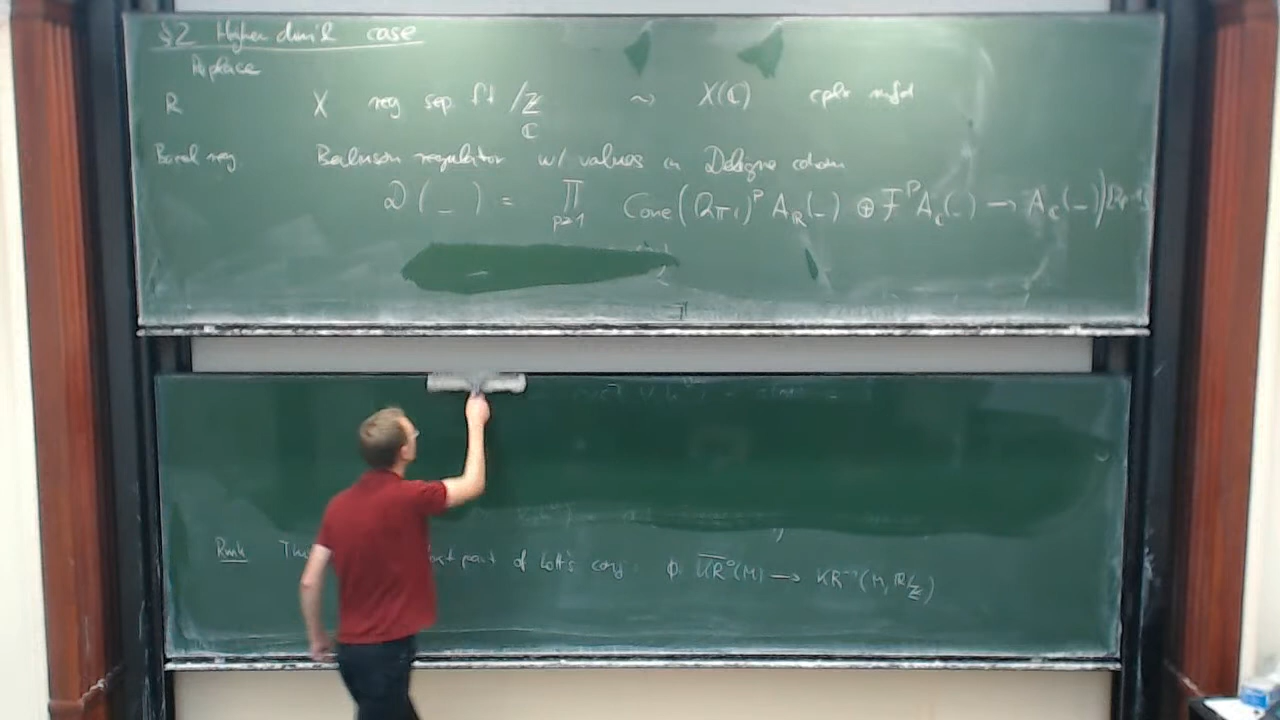 §2 Higher dim'l case
Replace
R X reg sep ft /ℤ ⇝ X(ℂ) cplx mfd
ℂ
Borel reg. Beilinson regulator w/ values in Deligne cohom
𝒟(_) = ∏_{p≥1} Cone((2πi)^p A_ℝ(_) ⊕ ℱ^p A_ℂ(_) → A_ℂ(_))[2p-1]
Rmk part of Lott's conj: φ: \overline{KR}^0(M) → KR^{-1}(M, ℝ/ℤ)